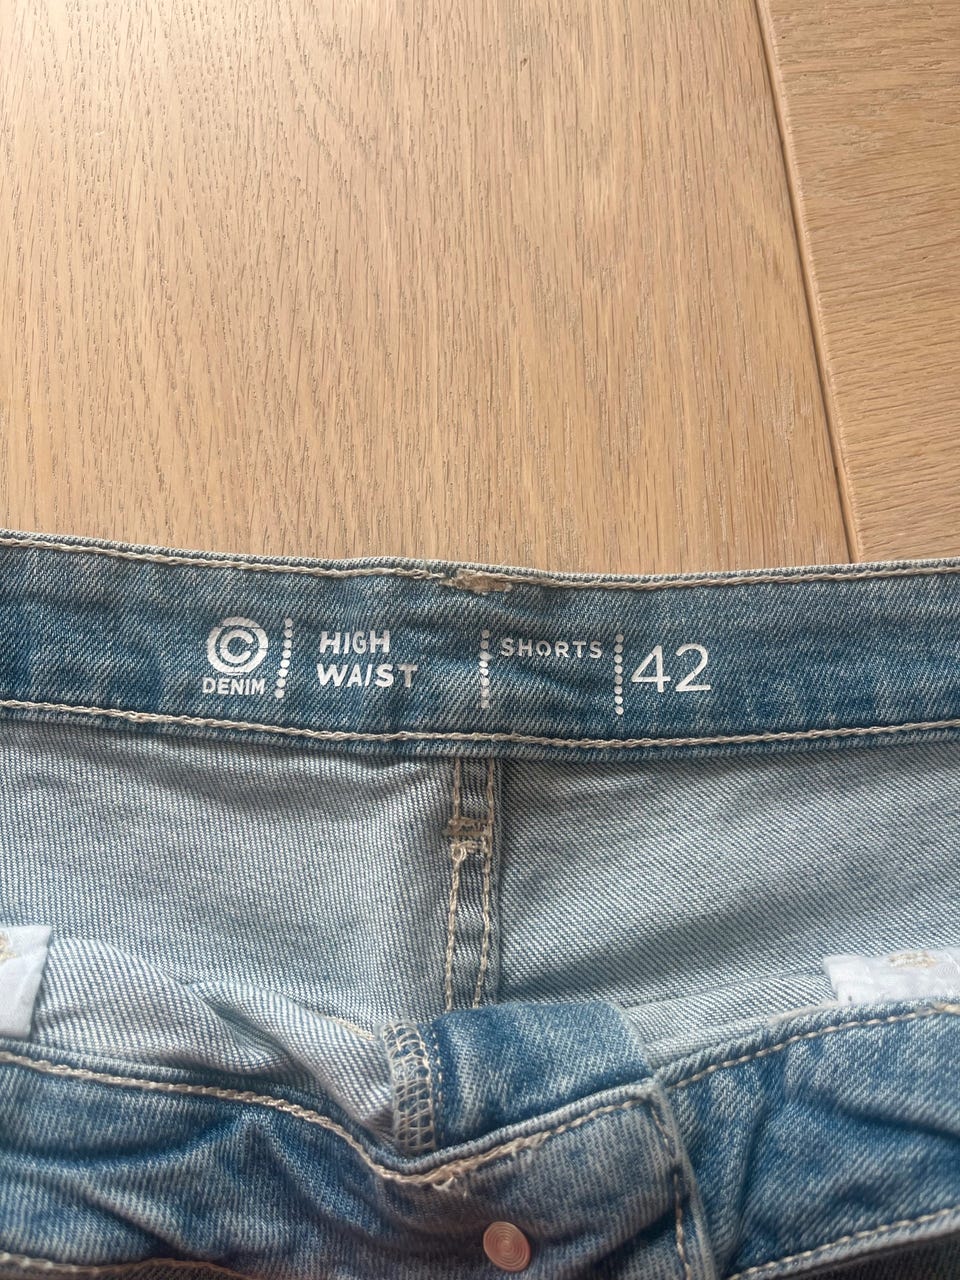 C
DENIM
HIGH
WAIST
SHORTS
42